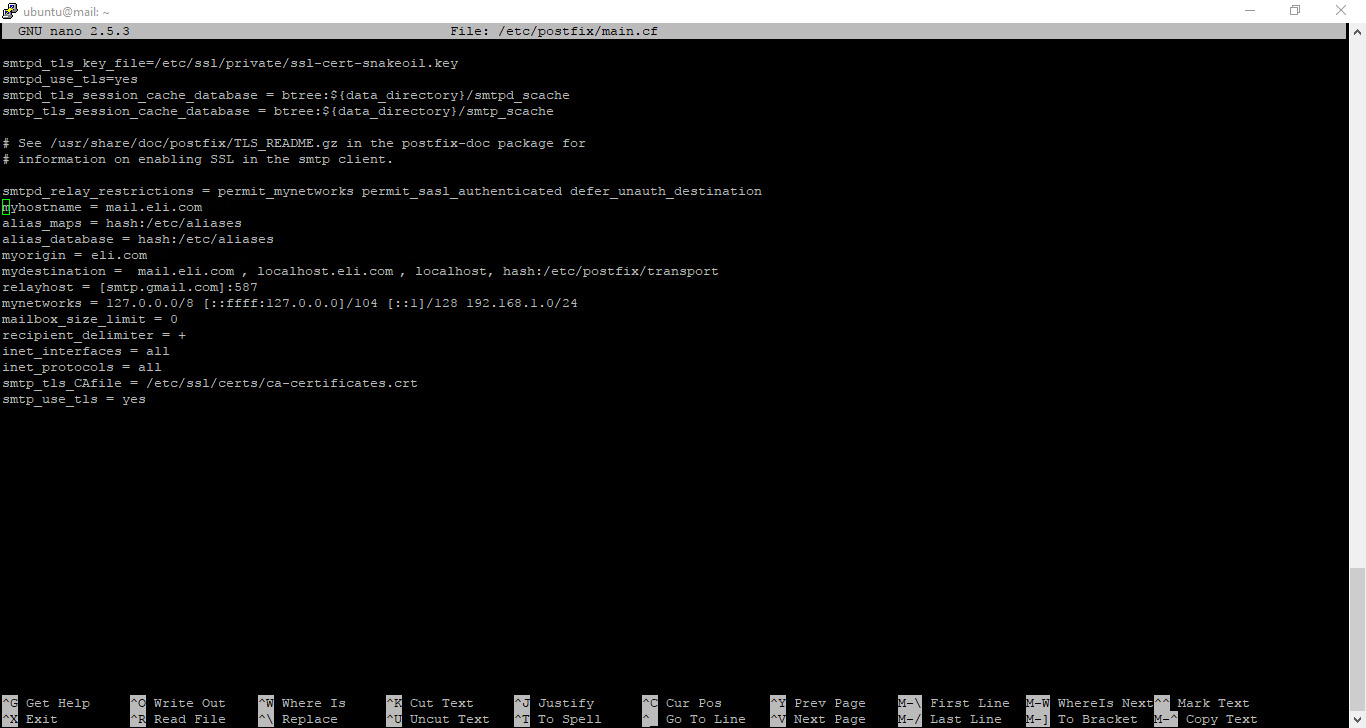 ubuntu@mail: ~
GNU nano 2.5.3 File: /etc/postfix/main.cf
smtpd_tls_key_file=/etc/ssl/private/ssl-cert-snakeoil.key
smtpd_use_tls=yes
smtpd_tls_session_cache_database = btree:${data_directory}/smtpd_scache
smtp_tls_session_cache_database = btree:${data_directory}/smtp_scache
# See /usr/share/doc/postfix/TLS_README.gz in the postfix-doc package for
# information on enabling SSL in the smtp client.
smtpd_relay_restrictions = permit_mynetworks permit_sasl_authenticated defer_unauth_destination
myhostname = mail.eli.com
alias_maps = hash:/etc/aliases
alias_database = hash:/etc/aliases
myorigin = eli.com
mydestination =  mail.eli.com , localhost.eli.com , localhost, hash:/etc/postfix/transport
relayhost = [smtp.gmail.com]:587
mynetworks = 127.0.0.0/8 [::ffff:127.0.0.0]/104 [::1]/128 192.168.1.0/24
mailbox_size_limit = 0
recipient_delimiter = +
inet_interfaces = all
inet_protocols = all
smtp_tls_CAfile = /etc/ssl/certs/ca-certificates.crt
smtp_use_tls = yes
^G Get Help ^O Write Out ^W Where Is ^K Cut Text ^J Justify ^C Cur Pos ^Y Prev Page M-\ First Line M-W WhereIs Next ^^ Mark Text
^X Exit ^R Read File ^\ Replace ^U Uncut Text ^T To Spell ^_ Go To Line ^V Next Page M-/ Last Line M-] To Bracket M-^ Copy Text